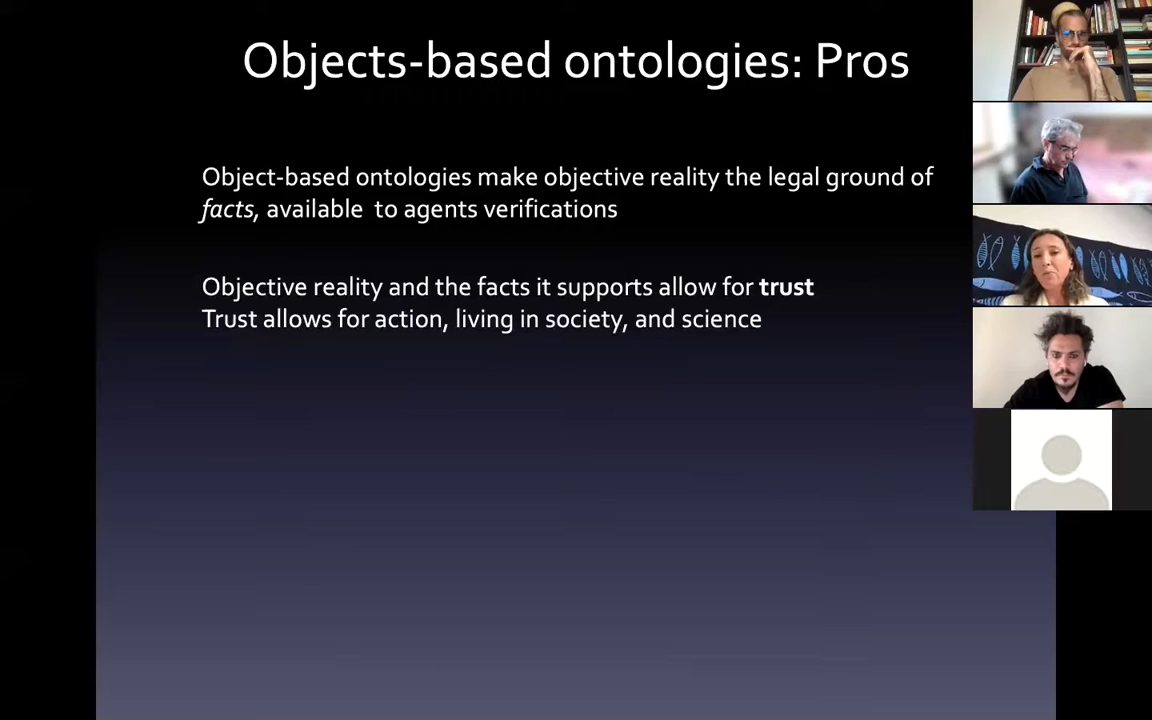 Objects-based ontologies: Pros
Object-based ontologies make objective reality the legal ground of
facts, available to agents verifications
Objective reality and the facts it supports allow for trust
Trust allows for action, living in society, and science